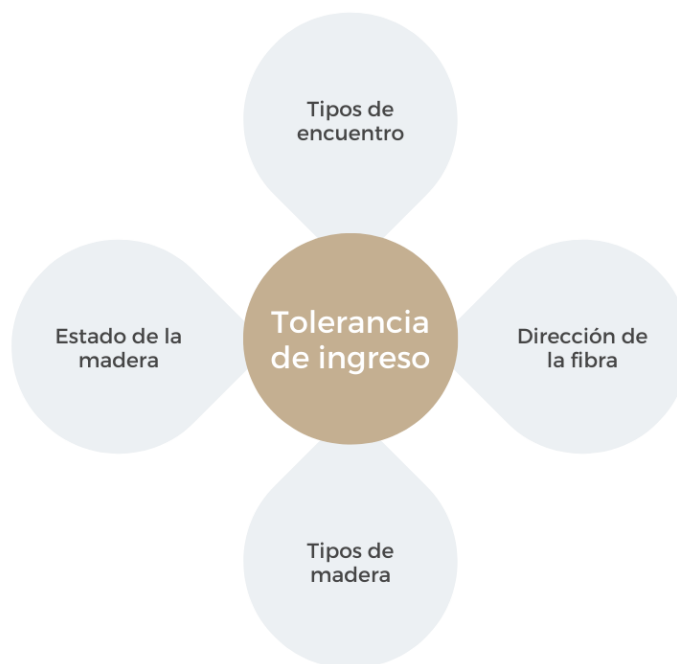 Tipos de
encuentro
Tolerancia
de ingreso
Estado de la
madera
Dirección de
la fibra
Tipos de
madera